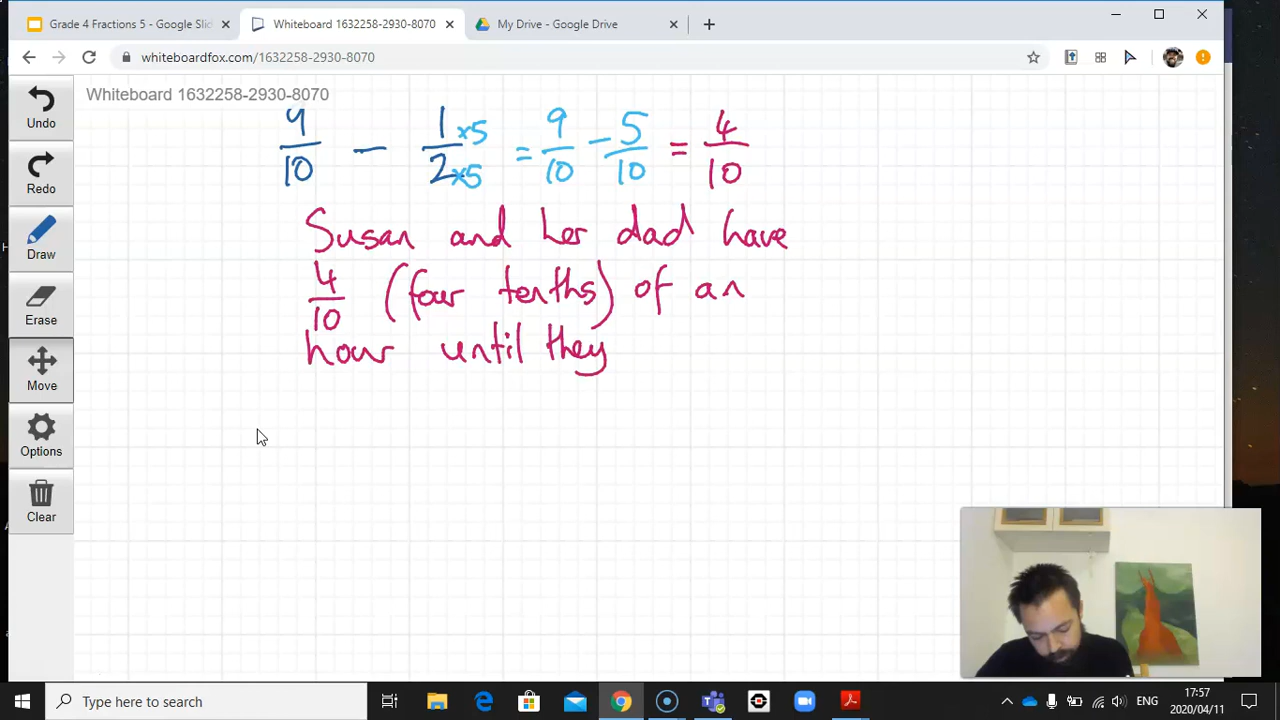 Grade 4 Fractions 5 - Google Slid
Whiteboard 1632258-2930-8070
My Drive - Google Drive
whiteboardfox.com/1632258-2930-8070
Whiteboard 1632258-2930-8070
Undo
Redo
Draw
Erase
Move
Options
Clear
9/10 - 1×5/2×5 = 9/10 - 5/10 = 4/10
Susan and her dad have
4/10 (four tenths) of an
hour until they
Type here to search
ENG
17:57
2020/04/11